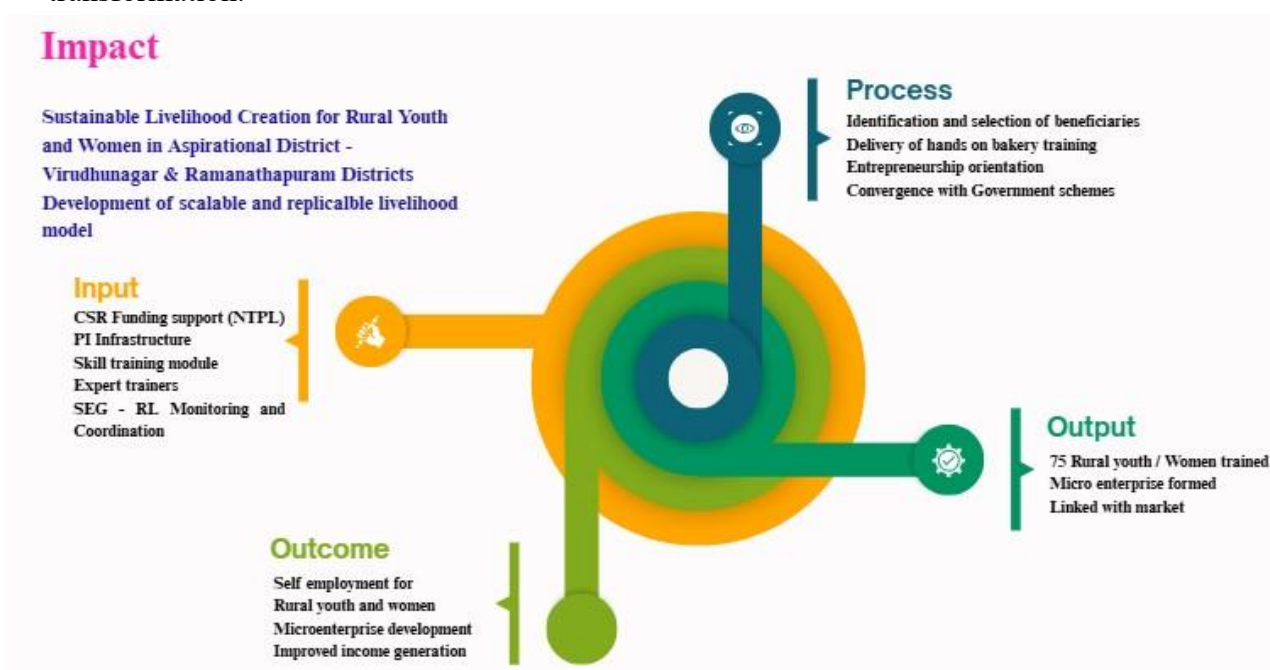 transformation.
Impact
Sustainable Livelihood Creation for Rural Youth
and Women in Aspirational District -
Virudhunagar & Ramanathapuram Districts
Development of scalable and replicalble livelihood
model
Process
Identification and selection of beneficiaries
Delivery of hands on bakery training
Entrepreneurship orientation
Convergence with Government schemes
Input
CSR Funding support (NTPL)
PI Infrastructure
Skill training module
Expert trainers
SEG - RL Monitoring and
Coordination
Output
75 Rural youth / Women trained
Micro enterprise formed
Linked with market
Outcome
Self employment for
Rural youth and women
Microenterprise development
Improved income generation